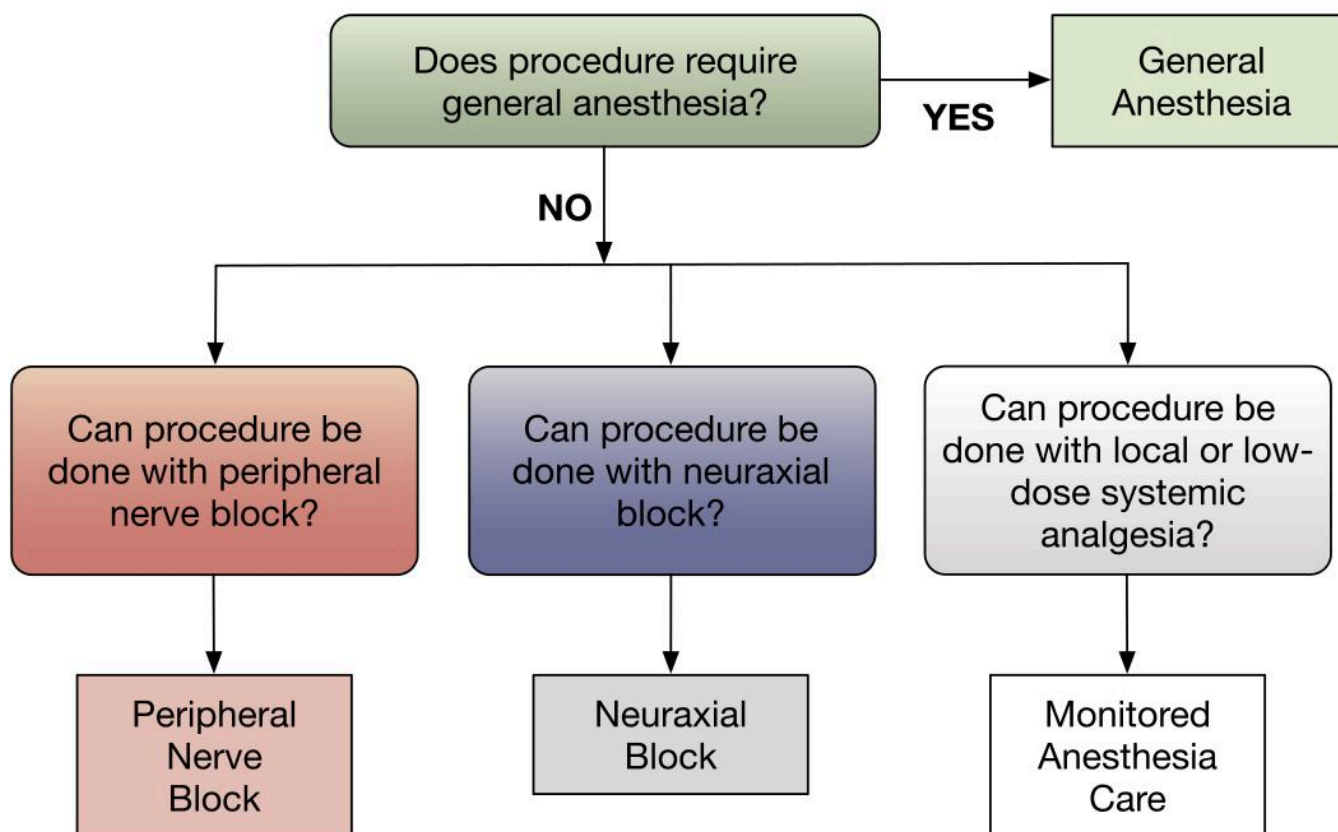 Does procedure require
general anesthesia?
YES
General
Anesthesia
NO
Can procedure be
done with peripheral
nerve block?
Can procedure be
done with neuraxial
block?
Can procedure be
done with local or low-
dose systemic
analgesia?
Peripheral
Nerve
Block
Neuraxial
Block
Monitored
Anesthesia
Care